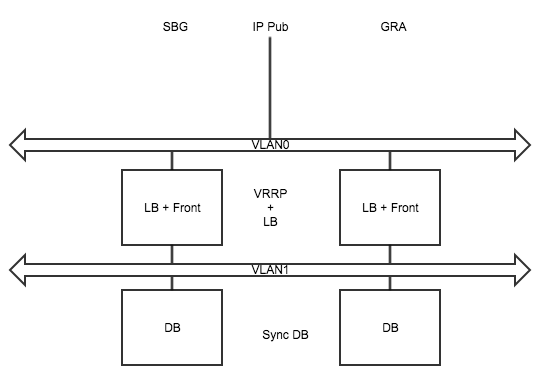 SBG
IP Pub
GRA
VLAN0
LB + Front
VRRP
+
LB
LB + Front
VLAN1
DB
Sync DB
DB